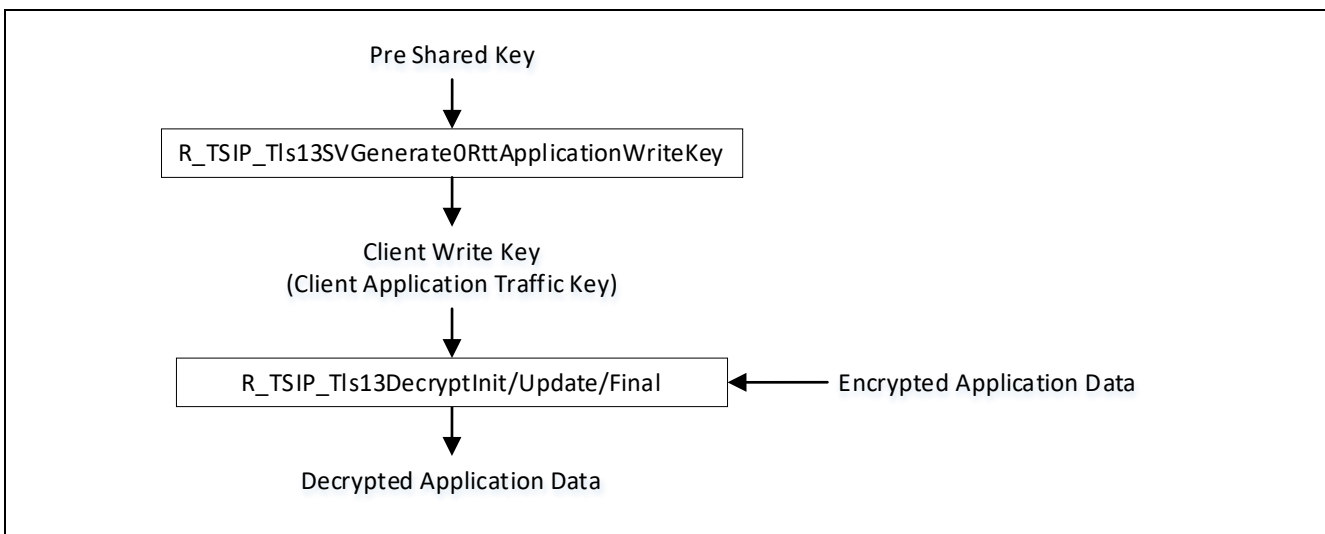 Pre Shared Key
R_TSIP_Tls13SVGenerate0RttApplicationWriteKey
Client Write Key
(Client Application Traffic Key)
R_TSIP_Tls13DecryptInit/Update/Final
Encrypted Application Data
Decrypted Application Data